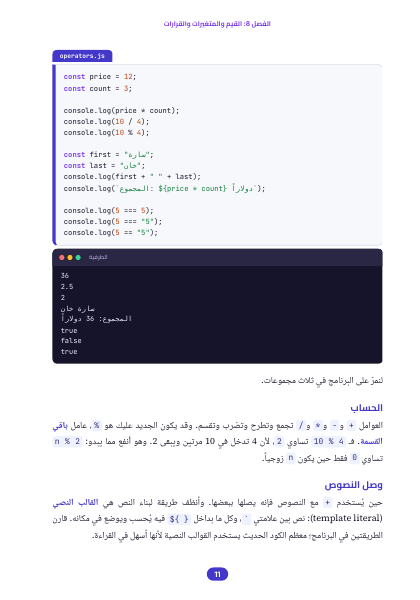 الفصل 8: القيم والمتغيرات والقرارات
operators.js
const price = 12;
const count = 3;
console.log(price * count);
console.log(10 / 4);
console.log(10 % 4);
const first = "سارة";
const last = "خان";
console.log(first + " " + last);
console.log(`المجموع: ${price * count} دولاراً`);
console.log(5 === 5);
console.log(5 === "5");
console.log(5 == "5");
الطرفية
36
2.5
2
سارة خان
المجموع: 36 دولاراً
true
false
true
لنمرّ على البرنامج في ثلاث مجموعات.
الحساب
العوامل + و - و * و / تجمع وتطرح وتضرب وتقسم. وقد يكون الجديد عليك هو %، عامل باقي
القسمة. فـ 10 % 4 تساوي 2، لأن 4 تدخل في 10 مرتين ويبقى 2. وهو أنفع مما يبدو: n % 2
تساوي 0 فقط حين يكون n زوجياً.
وصل النصوص
حين يُستخدم + مع النصوص فإنه يصلها ببعضها. وأنظف طريقة لبناء النص هي القالب النصي
(template literal): نص بين علامتي `، وكل ما بداخل ${ } فيه يُحسب ويوضع في مكانه. قارن
الطريقتين في البرنامج؛ معظم الكود الحديث يستخدم القوالب النصية لأنها أسهل في القراءة.
11